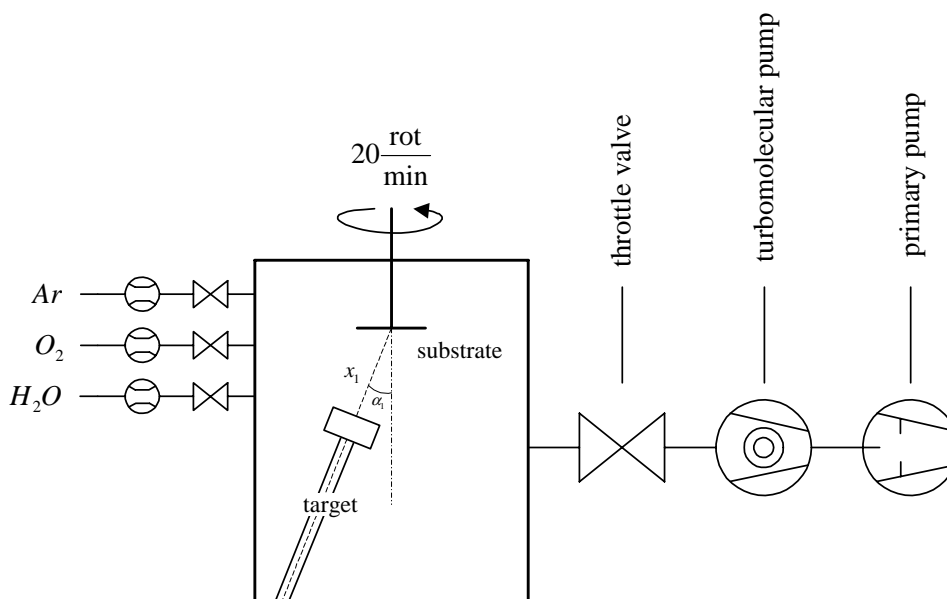 20 rot/min
Ar
O₂
H₂O
substrate
x₁
α₁
target
throttle valve
turbomolecular pump
primary pump